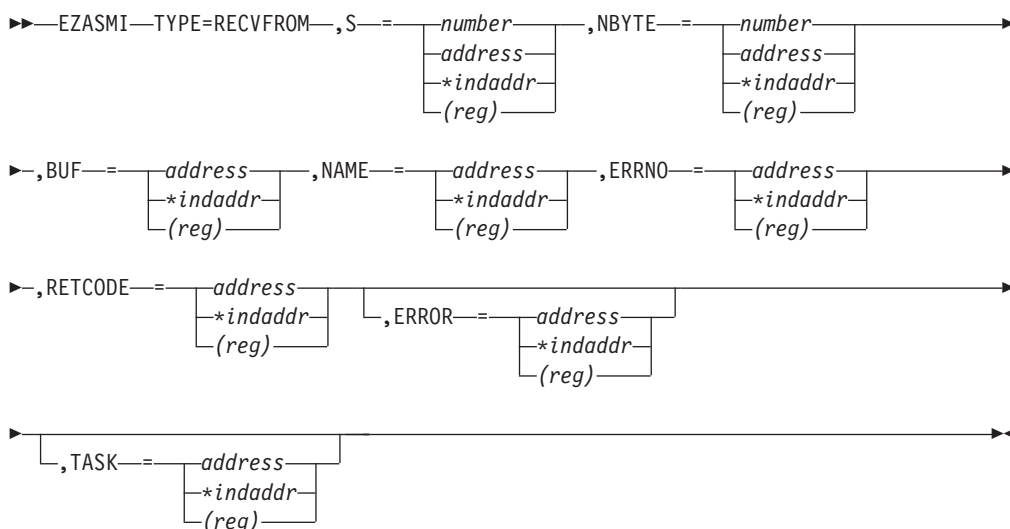 EZASMI TYPE=RECVFROM ,S = number ,NBYTE = number
address address
*indaddr *indaddr
(reg) (reg)
,BUF = address ,NAME = address ,ERRNO = address
*indaddr *indaddr *indaddr
(reg) (reg) (reg)
,RETCODE = address
*indaddr ,ERROR = address
(reg) *indaddr
(reg)
,TASK = address
*indaddr
(reg)